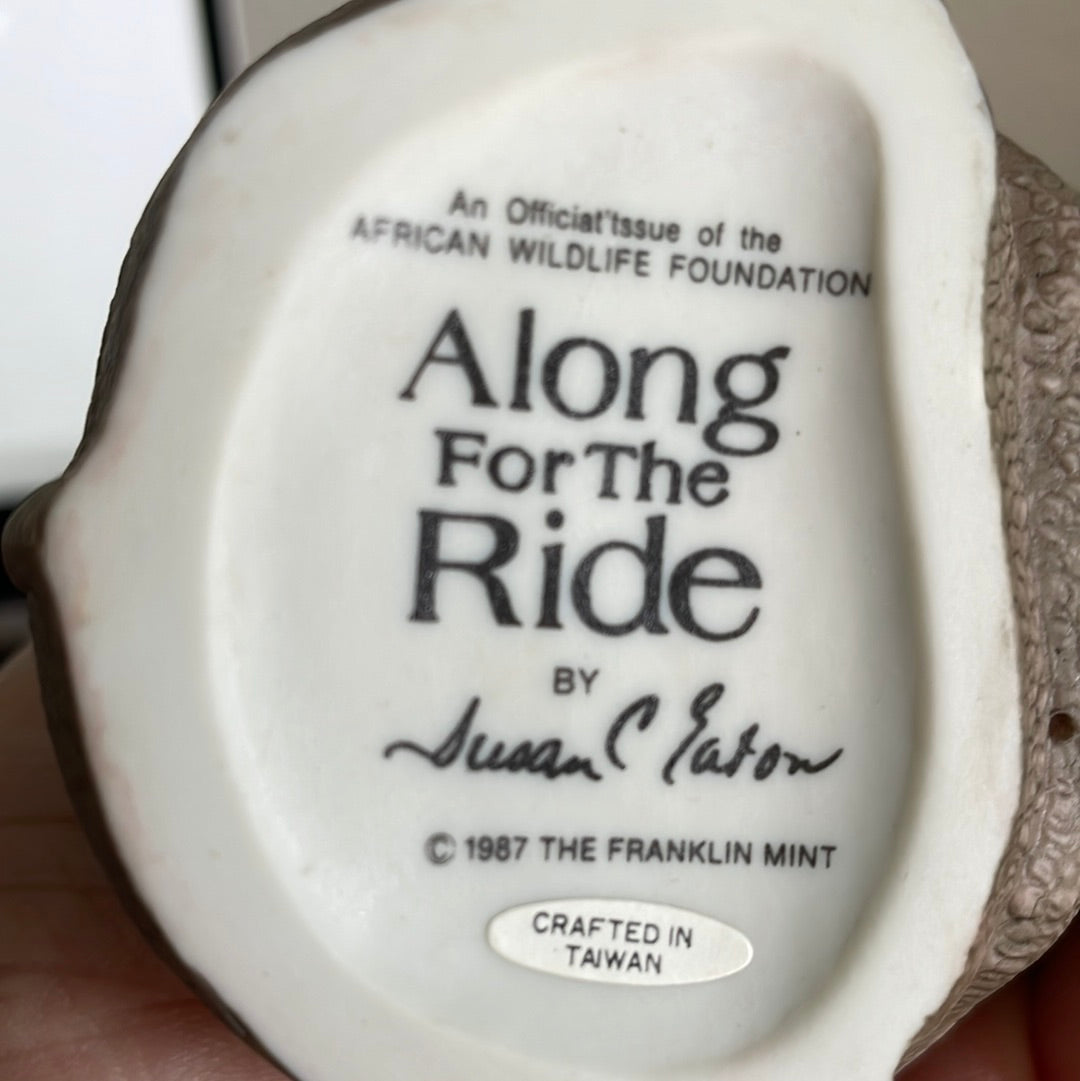 An Official Issue of the
AFRICAN WILDLIFE FOUNDATION
Along
For The
Ride
BY
Susan C Eaton
© 1987 THE FRANKLIN MINT
CRAFTED IN
TAIWAN